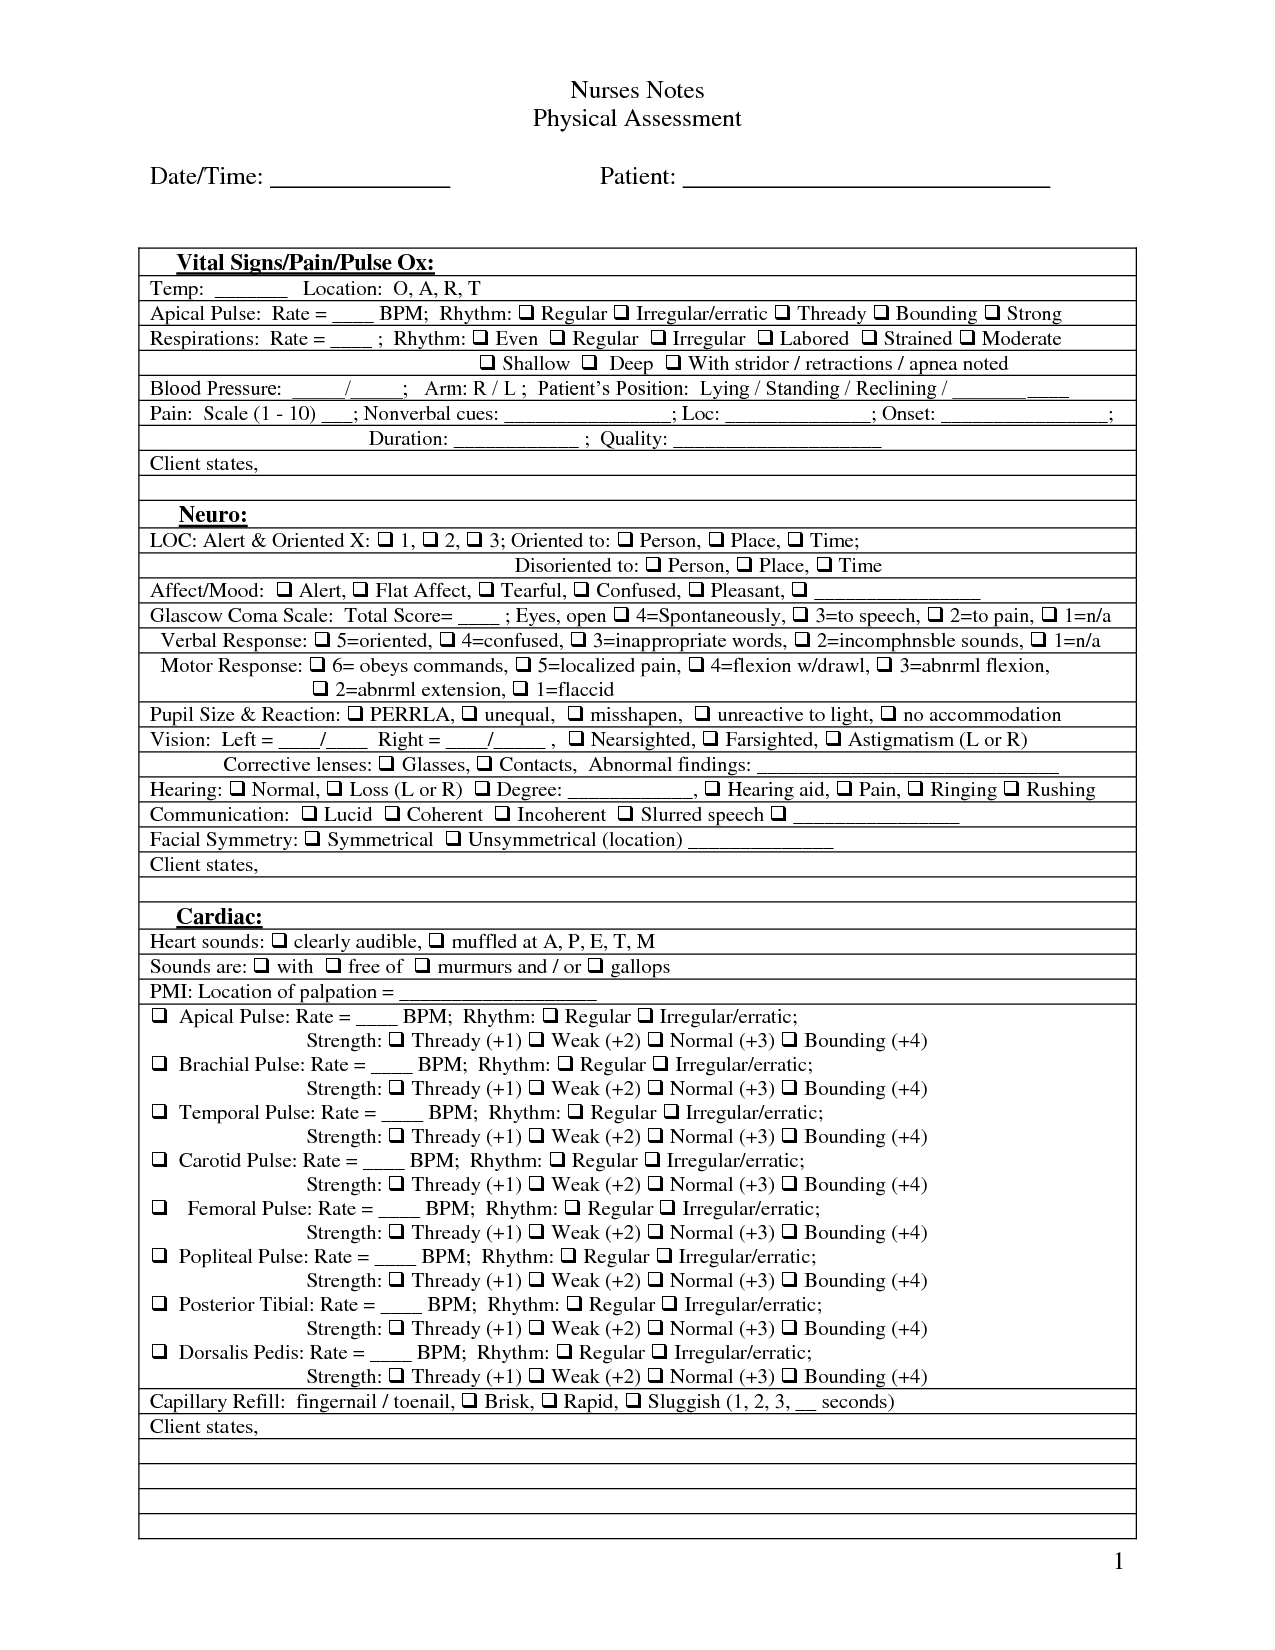 Nurses Notes
Physical Assessment
Date/Time: _______________ Patient: ______________________________
Vital Signs/Pain/Pulse Ox:
Temp: _______ Location: O, A, R, T
Apical Pulse: Rate = ____ BPM; Rhythm: ❑ Regular ❑ Irregular/erratic ❑ Thready ❑ Bounding ❑ Strong
Respirations: Rate = ____ ; Rhythm: ❑ Even ❑ Regular ❑ Irregular ❑ Labored ❑ Strained ❑ Moderate
❑ Shallow ❑ Deep ❑ With stridor / retractions / apnea noted
Blood Pressure: _____/_____; Arm: R / L ; Patient's Position: Lying / Standing / Reclining / ___________
Pain: Scale (1 - 10) ___; Nonverbal cues: ________________; Loc: ______________; Onset: ________________;
Duration: ____________ ; Quality: ____________________
Client states,
Neuro:
LOC: Alert & Oriented X: ❑ 1, ❑ 2, ❑ 3; Oriented to: ❑ Person, ❑ Place, ❑ Time;
Disoriented to: ❑ Person, ❑ Place, ❑ Time
Affect/Mood: ❑ Alert, ❑ Flat Affect, ❑ Tearful, ❑ Confused, ❑ Pleasant, ❑ ________________
Glascow Coma Scale: Total Score= ____ ; Eyes, open ❑ 4=Spontaneously, ❑ 3=to speech, ❑ 2=to pain, ❑ 1=n/a
Verbal Response: ❑ 5=oriented, ❑ 4=confused, ❑ 3=inappropriate words, ❑ 2=incomphnsble sounds, ❑ 1=n/a
Motor Response: ❑ 6= obeys commands, ❑ 5=localized pain, ❑ 4=flexion w/drawl, ❑ 3=abnrml flexion,
❑ 2=abnrml extension, ❑ 1=flaccid
Pupil Size & Reaction: ❑ PERRLA, ❑ unequal, ❑ misshapen, ❑ unreactive to light, ❑ no accommodation
Vision: Left = ____/____ Right = ____/_____ , ❑ Nearsighted, ❑ Farsighted, ❑ Astigmatism (L or R)
Corrective lenses: ❑ Glasses, ❑ Contacts, Abnormal findings: _____________________________
Hearing: ❑ Normal, ❑ Loss (L or R) ❑ Degree: ____________, ❑ Hearing aid, ❑ Pain, ❑ Ringing ❑ Rushing
Communication: ❑ Lucid ❑ Coherent ❑ Incoherent ❑ Slurred speech ❑ ________________
Facial Symmetry: ❑ Symmetrical ❑ Unsymmetrical (location) ______________
Client states,
Cardiac:
Heart sounds: ❑ clearly audible, ❑ muffled at A, P, E, T, M
Sounds are: ❑ with ❑ free of ❑ murmurs and / or ❑ gallops
PMI: Location of palpation = ___________________
❑ Apical Pulse: Rate = ____ BPM; Rhythm: ❑ Regular ❑ Irregular/erratic;
Strength: ❑ Thready (+1) ❑ Weak (+2) ❑ Normal (+3) ❑ Bounding (+4)
❑ Brachial Pulse: Rate = ____ BPM; Rhythm: ❑ Regular ❑ Irregular/erratic;
Strength: ❑ Thready (+1) ❑ Weak (+2) ❑ Normal (+3) ❑ Bounding (+4)
❑ Temporal Pulse: Rate = ____ BPM; Rhythm: ❑ Regular ❑ Irregular/erratic;
Strength: ❑ Thready (+1) ❑ Weak (+2) ❑ Normal (+3) ❑ Bounding (+4)
❑ Carotid Pulse: Rate = ____ BPM; Rhythm: ❑ Regular ❑ Irregular/erratic;
Strength: ❑ Thready (+1) ❑ Weak (+2) ❑ Normal (+3) ❑ Bounding (+4)
❑ Femoral Pulse: Rate = ____ BPM; Rhythm: ❑ Regular ❑ Irregular/erratic;
Strength: ❑ Thready (+1) ❑ Weak (+2) ❑ Normal (+3) ❑ Bounding (+4)
❑ Popliteal Pulse: Rate = ____ BPM; Rhythm: ❑ Regular ❑ Irregular/erratic;
Strength: ❑ Thready (+1) ❑ Weak (+2) ❑ Normal (+3) ❑ Bounding (+4)
❑ Posterior Tibial: Rate = ____ BPM; Rhythm: ❑ Regular ❑ Irregular/erratic;
Strength: ❑ Thready (+1) ❑ Weak (+2) ❑ Normal (+3) ❑ Bounding (+4)
❑ Dorsalis Pedis: Rate = ____ BPM; Rhythm: ❑ Regular ❑ Irregular/erratic;
Strength: ❑ Thready (+1) ❑ Weak (+2) ❑ Normal (+3) ❑ Bounding (+4)
Capillary Refill: fingernail / toenail, ❑ Brisk, ❑ Rapid, ❑ Sluggish (1, 2, 3, __ seconds)
Client states,
1